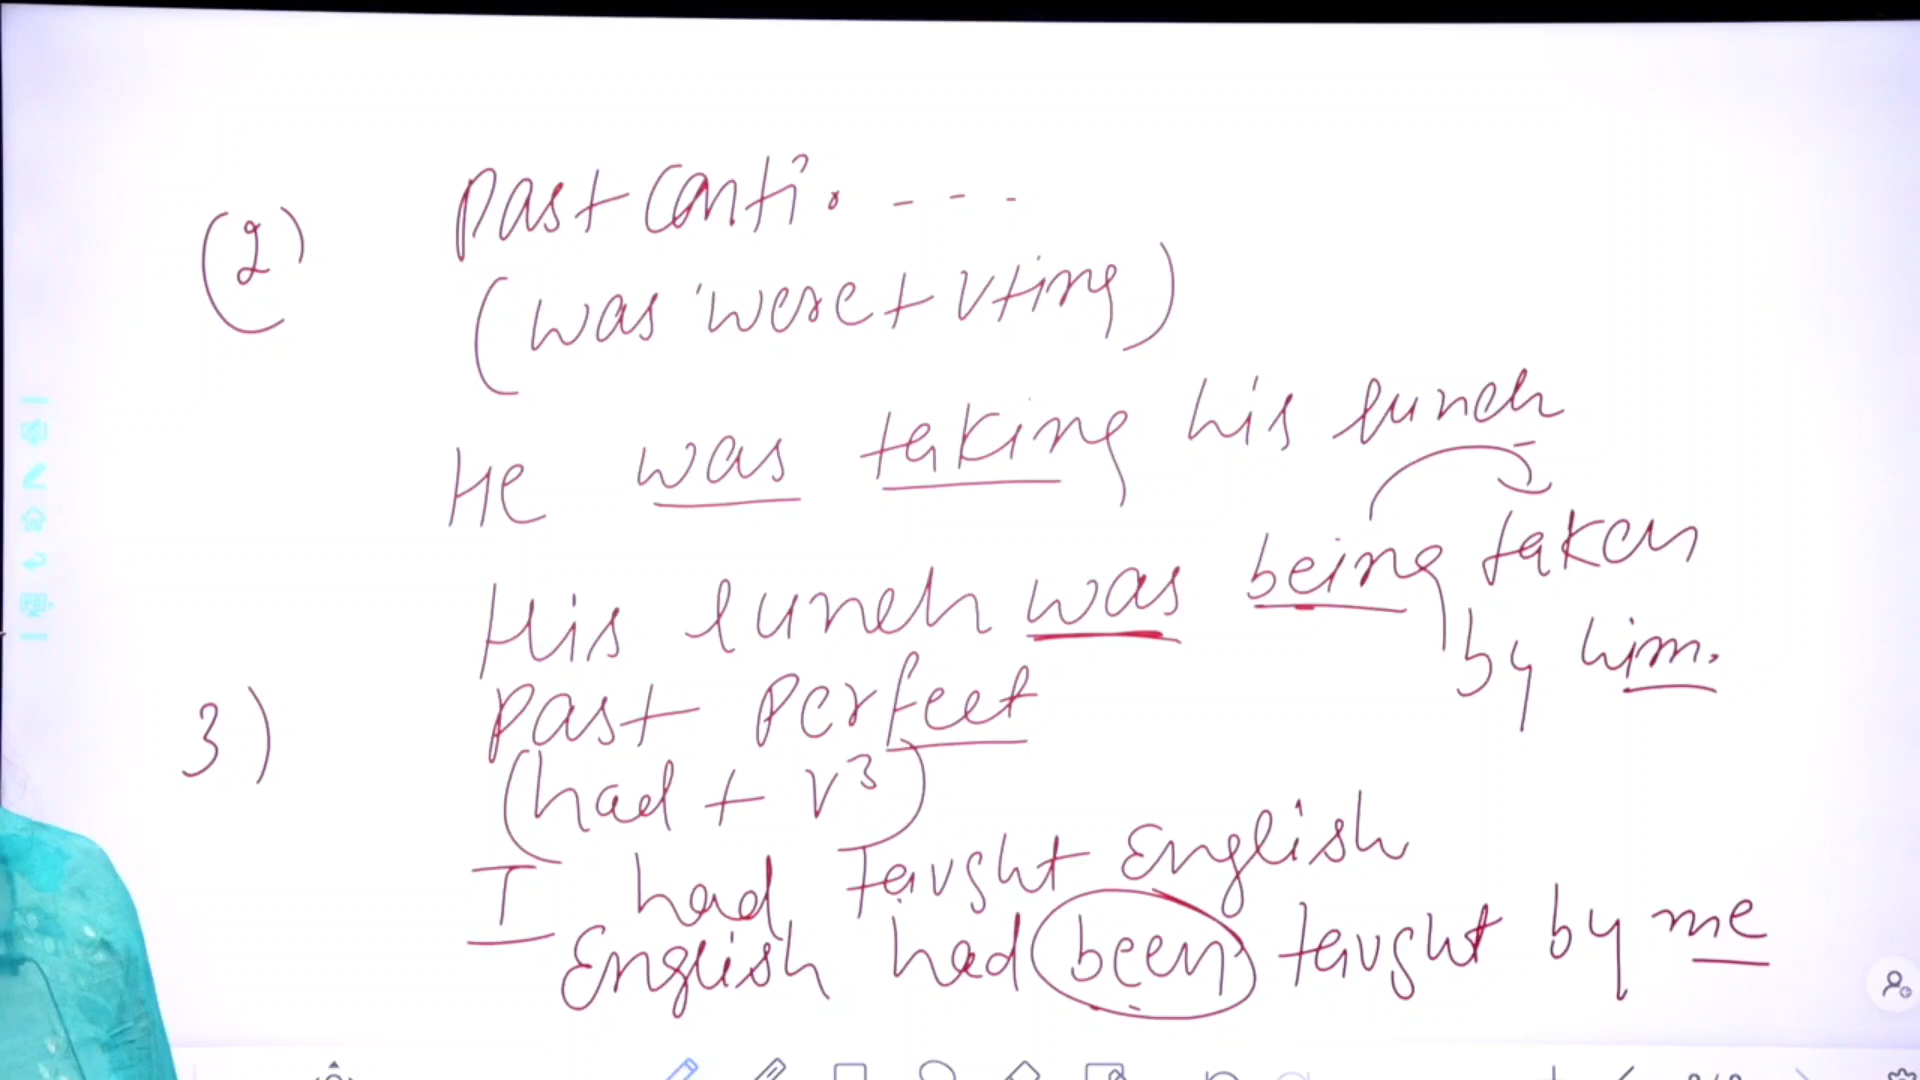 (2) Past Conti. - - - -
(was were + V+ing)
He was taking his lunch
His lunch was being taken
by him.
3) Past Perfect
(had + V3)
I had Taught English
English had been taught by me